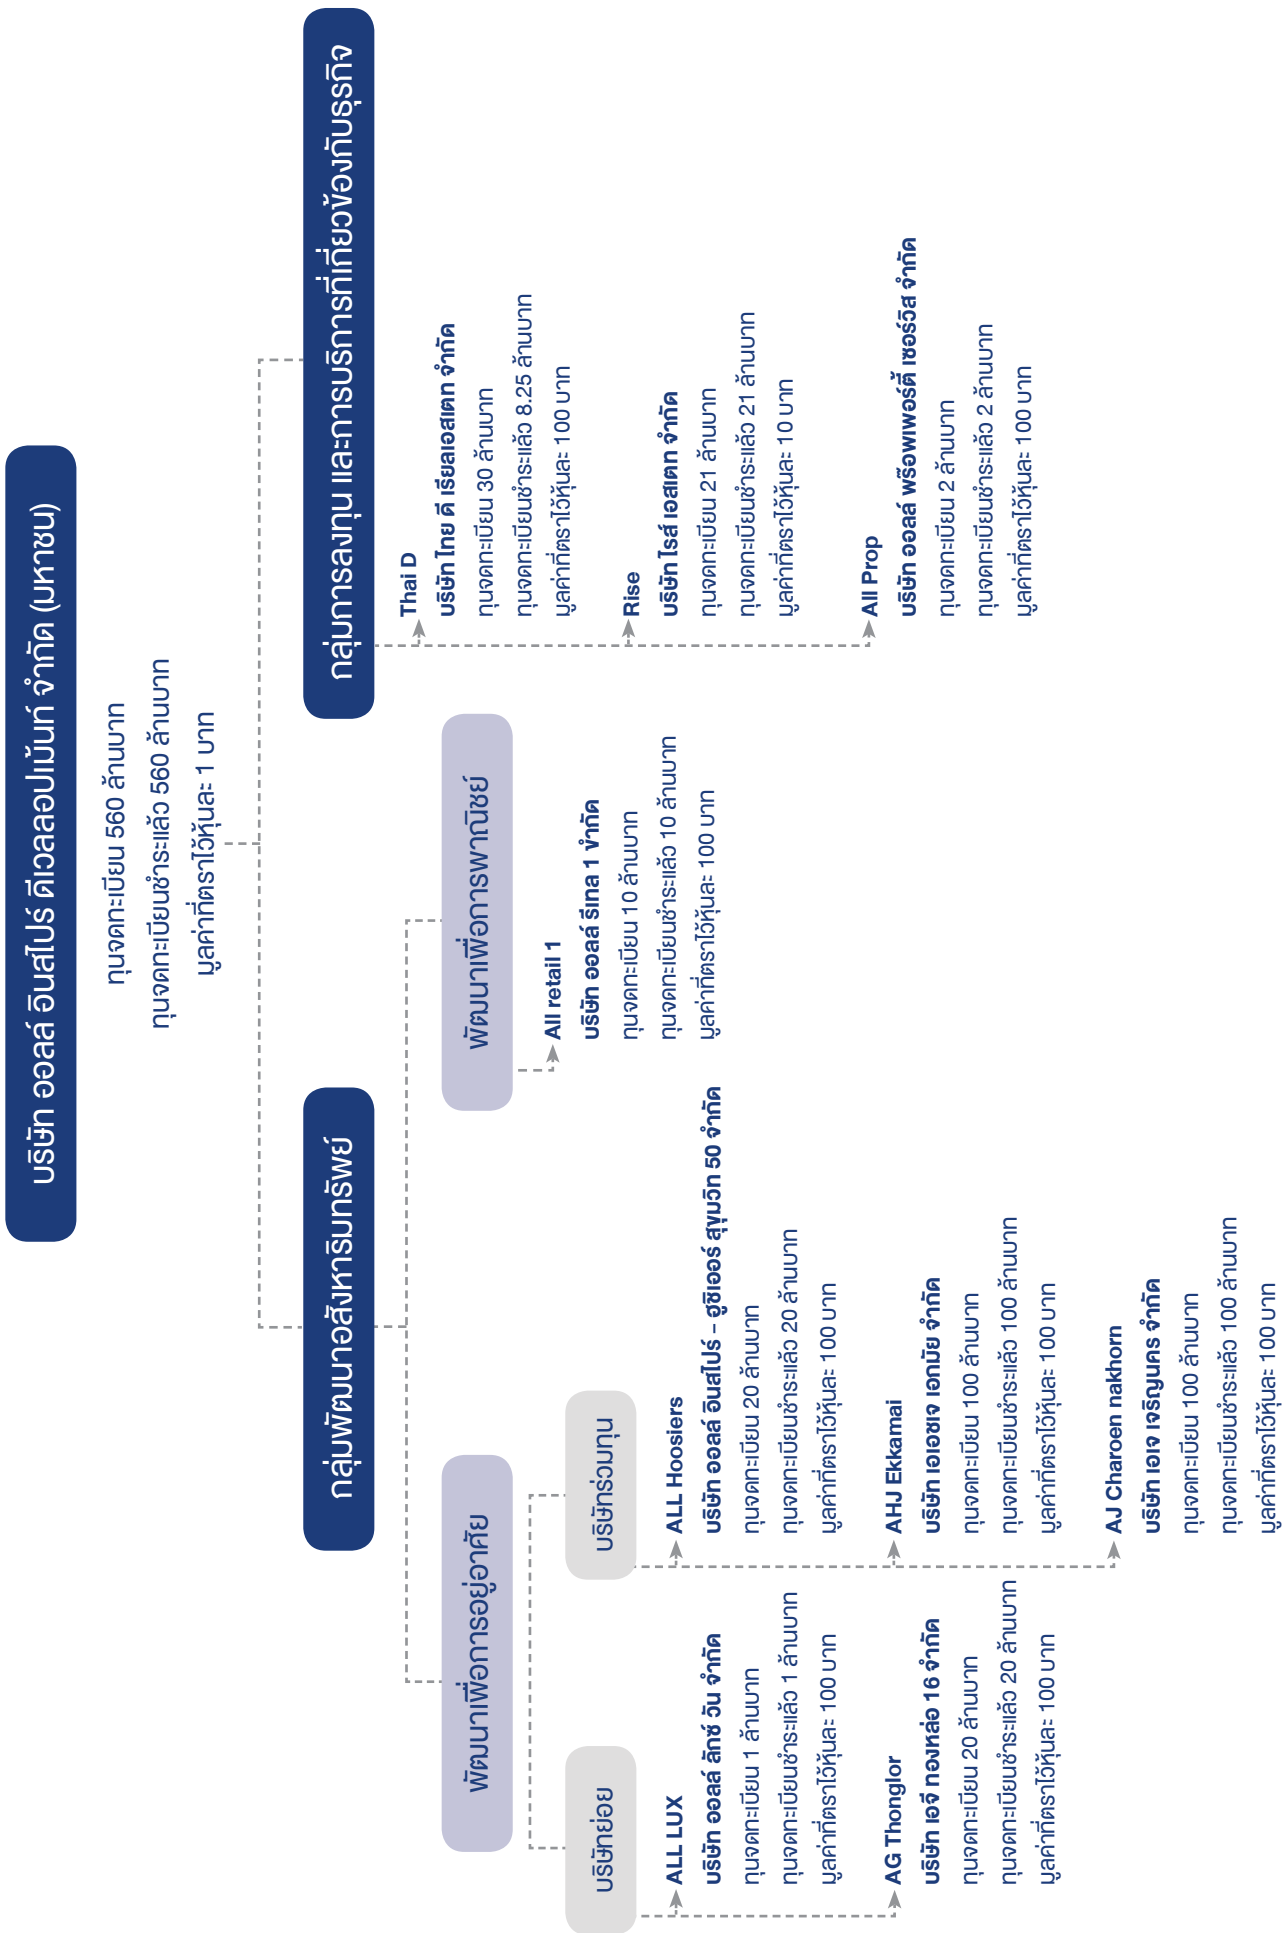 บริษัท ออลล์ อินสไปร์ ดีเวลลอปเม้นท์ จำกัด (มหาชน)
ทุนจดทะเบียน 560 ล้านบาท
ทุนจดทะเบียนชำระแล้ว 560 ล้านบาท
มูลค่าที่ตราไว้หุ้นละ 1 บาท
กลุ่มพัฒนาอสังหาริมทรัพย์
พัฒนาเพื่อการอยู่อาศัย
บริษัทย่อย
ALL LUX
บริษัท ออลล์ ลักซ์ วัน จำกัด
ทุนจดทะเบียน 1 ล้านบาท
ทุนจดทะเบียนชำระแล้ว 1 ล้านบาท
มูลค่าที่ตราไว้หุ้นละ 100 บาท
AG Thonglor
บริษัท เอจี ทองหล่อ 16 จำกัด
ทุนจดทะเบียน 20 ล้านบาท
ทุนจดทะเบียนชำระแล้ว 20 ล้านบาท
มูลค่าที่ตราไว้หุ้นละ 100 บาท
บริษัทร่วมทุน
ALL Hoosiers
บริษัท ออลล์ อินสไปร์ – ฮูซิเออร์ สุขุมวิท 50 จำกัด
ทุนจดทะเบียน 20 ล้านบาท
ทุนจดทะเบียนชำระแล้ว 20 ล้านบาท
มูลค่าที่ตราไว้หุ้นละ 100 บาท
AHJ Ekkamai
บริษัท เอเอชเจ เอกมัย จำกัด
ทุนจดทะเบียน 100 ล้านบาท
ทุนจดทะเบียนชำระแล้ว 100 ล้านบาท
มูลค่าที่ตราไว้หุ้นละ 100 บาท
AJ Charoen nakhorn
บริษัท เอเจ เจริญนคร จำกัด
ทุนจดทะเบียน 100 ล้านบาท
ทุนจดทะเบียนชำระแล้ว 100 ล้านบาท
มูลค่าที่ตราไว้หุ้นละ 100 บาท
พัฒนาเพื่อการพาณิชย์
All retail 1
บริษัท ออลล์ รีเทล 1 ขำกัด
ทุนจดทะเบียน 10 ล้านบาท
ทุนจดทะเบียนชำระแล้ว 10 ล้านบาท
มูลค่าที่ตราไว้หุ้นละ 100 บาท
กลุ่มการลงทุน และการบริการที่เกี่ยวข้องกับธุรกิจ
Thai D
บริษัท ไทย ดี เรียลเอสเตท จำกัด
ทุนจดทะเบียน 30 ล้านบาท
ทุนจดทะเบียนชำระแล้ว 8.25 ล้านบาท
มูลค่าที่ตราไว้หุ้นละ 100 บาท
Rise
บริษัท ไรส์ เอสเตท จำกัด
ทุนจดทะเบียน 21 ล้านบาท
ทุนจดทะเบียนชำระแล้ว 21 ล้านบาท
มูลค่าที่ตราไว้หุ้นละ 10 บาท
All Prop
บริษัท ออลล์ พร๊อพเพอร์ตี้ เซอร์วิส จำกัด
ทุนจดทะเบียน 2 ล้านบาท
ทุนจดทะเบียนชำระแล้ว 2 ล้านบาท
มูลค่าที่ตราไว้หุ้นละ 100 บาท